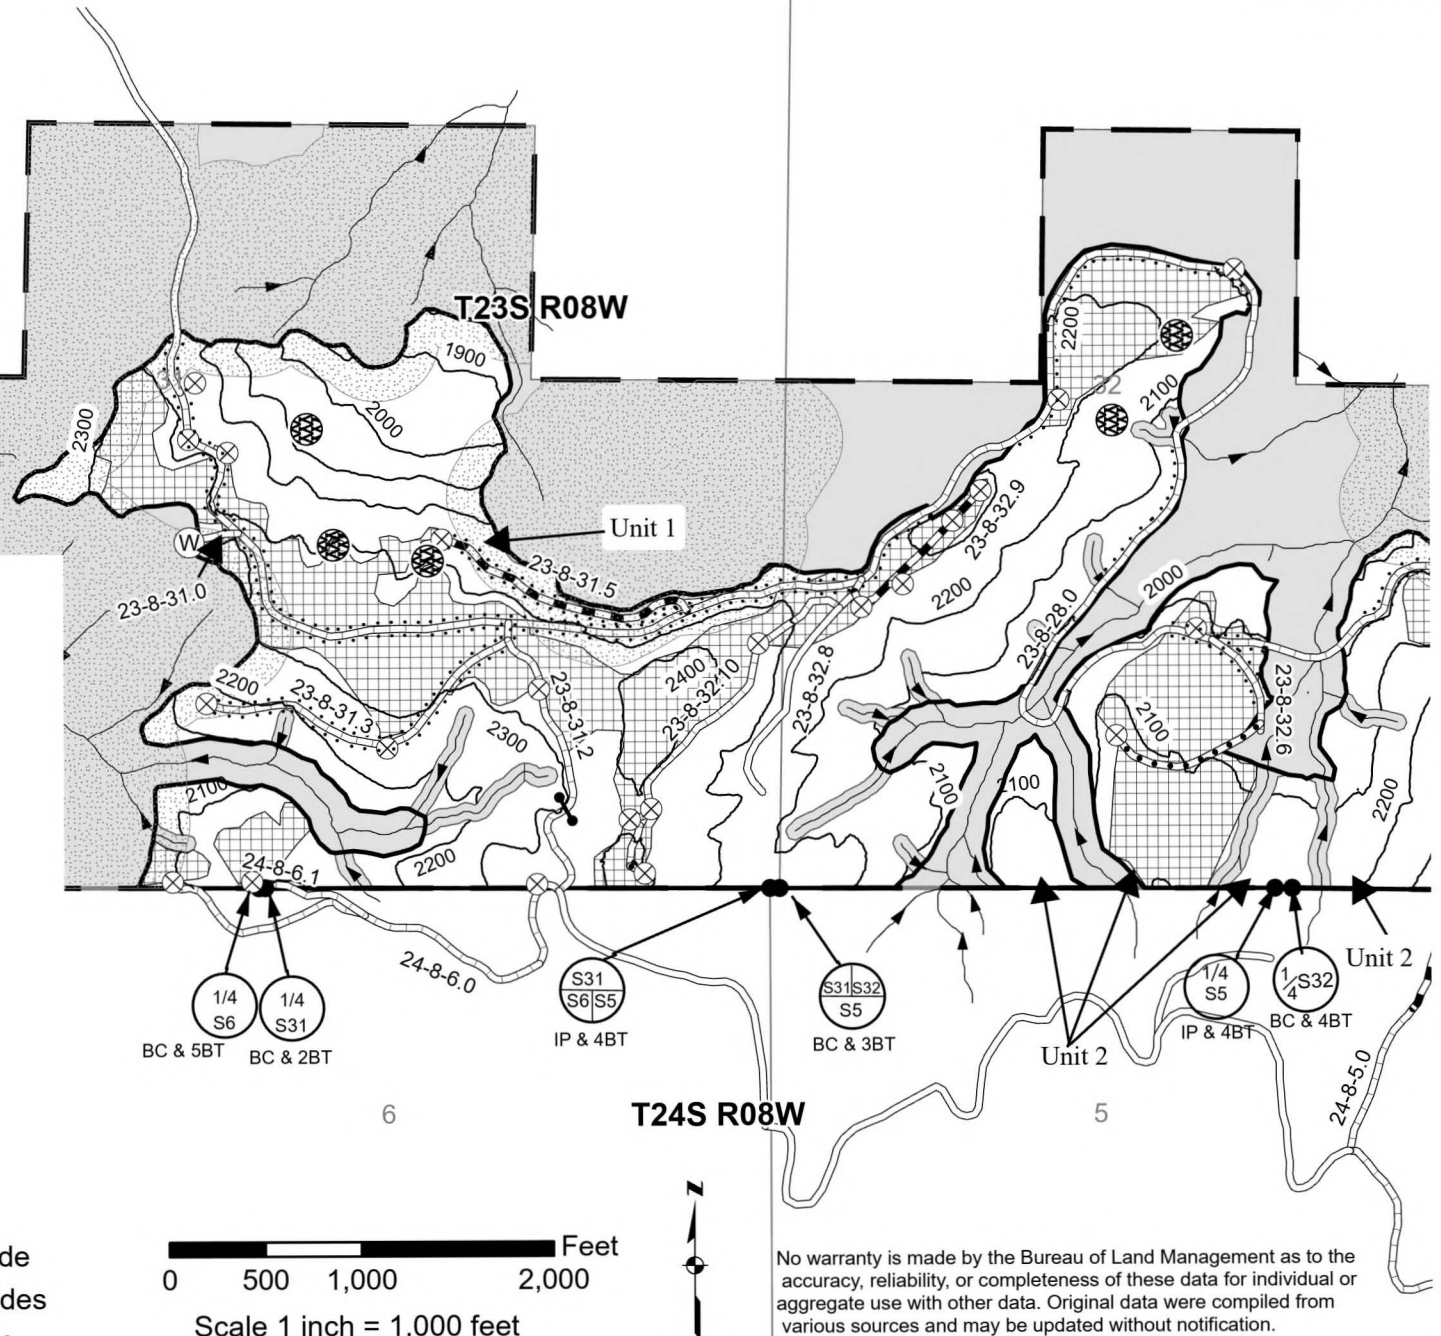 T23S R08W
1900
2000
2300
2200
32
2100
W
Unit 1
23-8-31.5
23-8-31.0
23-8-32.9
2200
2000
23-8-28.0
2200
23-8-31.3
23-8-31.2
2400
23-8-32.10
23-8-32.8
2300
2100
23-8-32.6
2100
2100
2100
2200
2200
24-8-6.1
24-8-6.0
1/4
S6
BC & 5BT
1/4
S31
BC & 2BT
S31
S6 S5
IP & 4BT
S31 S32
S5
BC & 3BT
Unit 2
1/4
S5
IP & 4BT
1/4 S32
BC & 4BT
Unit 2
24-8-5.0
6
T24S R08W
5
N
de
des
Feet
0 500 1,000 2,000
Scale 1 inch = 1,000 feet
No warranty is made by the Bureau of Land Management as to the
accuracy, reliability, or completeness of these data for individual or
aggregate use with other data. Original data were compiled from
various sources and may be updated without notification.